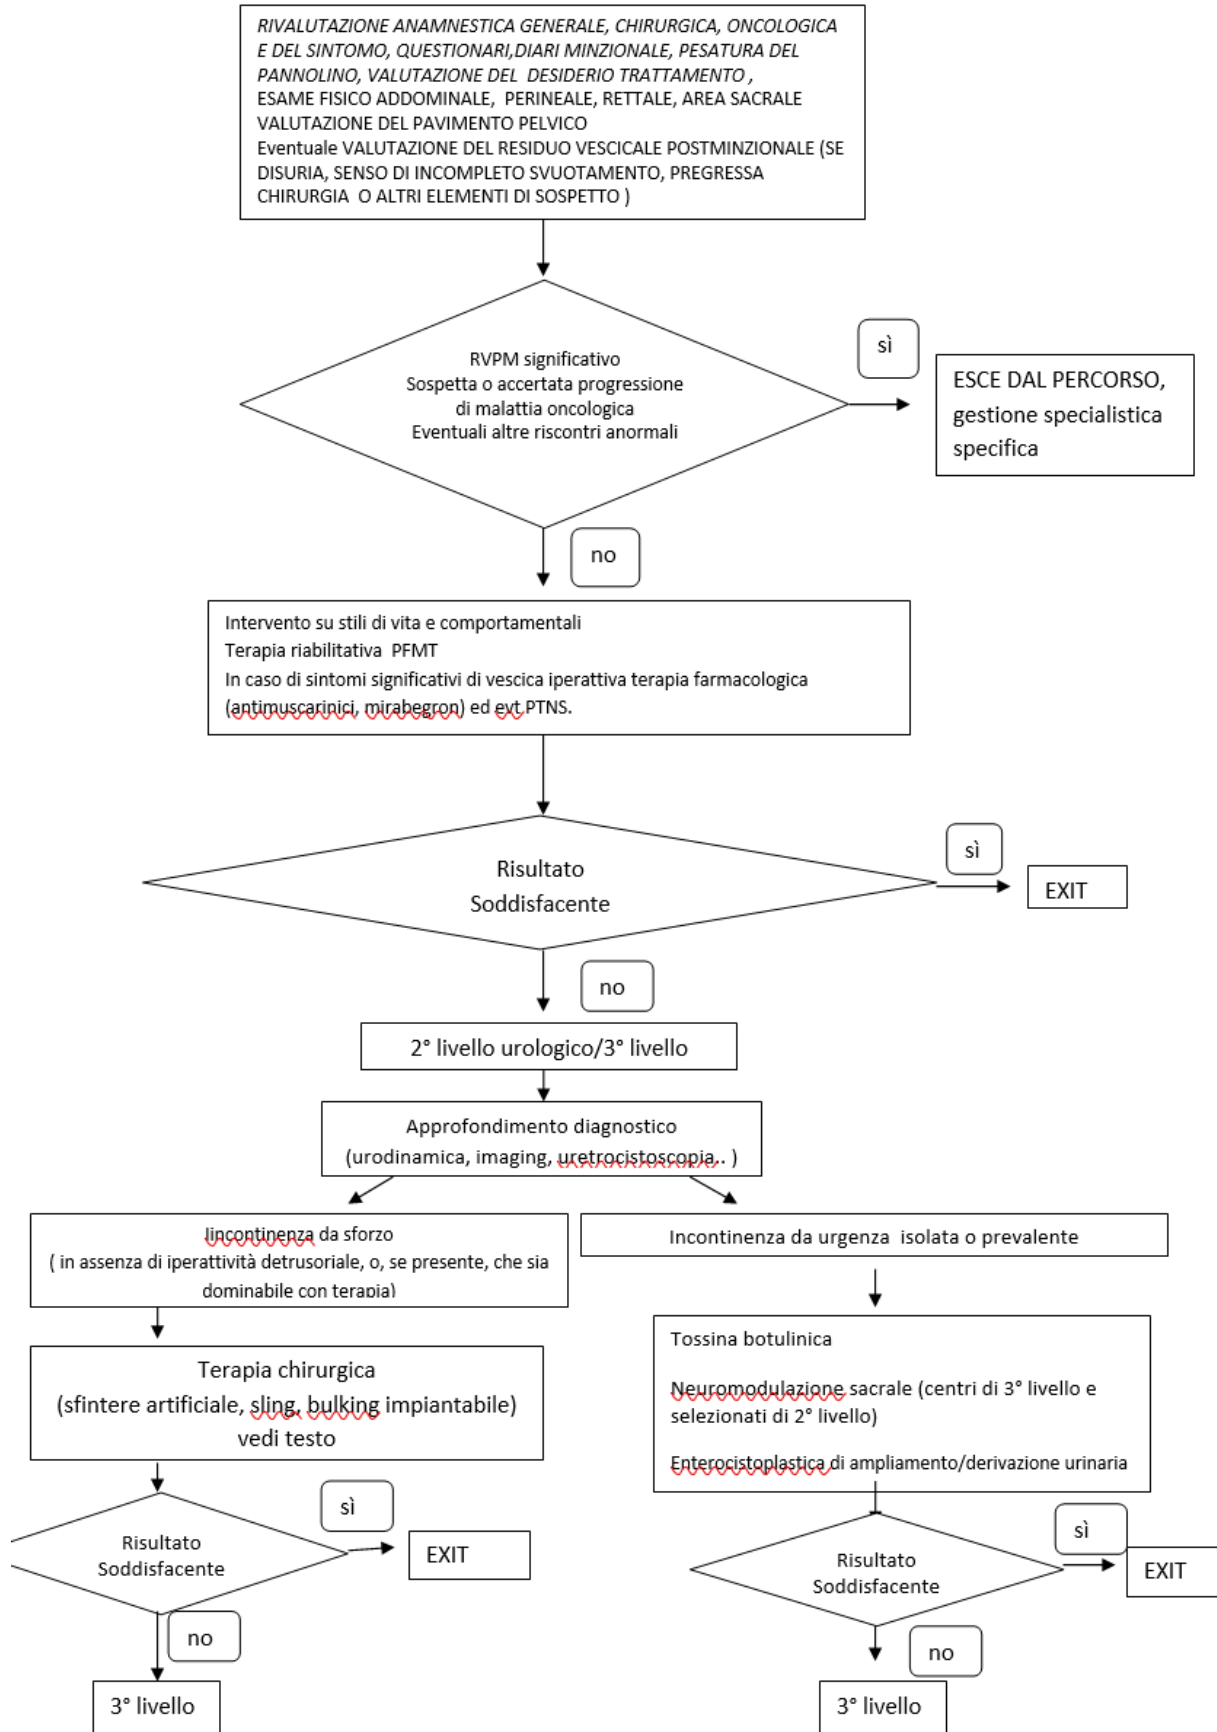 RIVALUTAZIONE ANAMNESTICA GENERALE, CHIRURGICA, ONCOLOGICA
E DEL SINTOMO, QUESTIONARI,DIARI MINZIONALE, PESATURA DEL
PANNOLINO, VALUTAZIONE DEL DESIDERIO TRATTAMENTO ,
ESAME FISICO ADDOMINALE, PERINEALE, RETTALE, AREA SACRALE
VALUTAZIONE DEL PAVIMENTO PELVICO
Eventuale VALUTAZIONE DEL RESIDUO VESCICALE POSTMINZIONALE (SE
DISURIA, SENSO DI INCOMPLETO SVUOTAMENTO, PREGRESSA
CHIRURGIA O ALTRI ELEMENTI DI SOSPETTO )
RVPM significativo
Sospetta o accertata progressione
di malattia oncologica
Eventuali altre riscontri anormali
sì
ESCE DAL PERCORSO,
gestione specialistica
specifica
no
Intervento su stili di vita e comportamentali
Terapia riabilitativa PFMT
In caso di sintomi significativi di vescica iperattiva terapia farmacologica
(antimuscarinici, mirabegron) ed evt.PTNS.
Risultato
Soddisfacente
sì
EXIT
no
2° livello urologico/3° livello
Approfondimento diagnostico
(urodinamica, imaging, uretrocistoscopia.. )
Iincontinenza da sforzo
( in assenza di iperattività detrusoriale, o, se presente, che sia
dominabile con terapia)
Incontinenza da urgenza isolata o prevalente
Terapia chirurgica
(sfintere artificiale, sling, bulking impiantabile)
vedi testo
Tossina botulinica
Neuromodulazione sacrale (centri di 3° livello e
selezionati di 2° livello)
Enterocistoplastica di ampliamento/derivazione urinaria
Risultato
Soddisfacente
sì
EXIT
no
3° livello
Risultato
Soddisfacente
sì
EXIT
no
3° livello